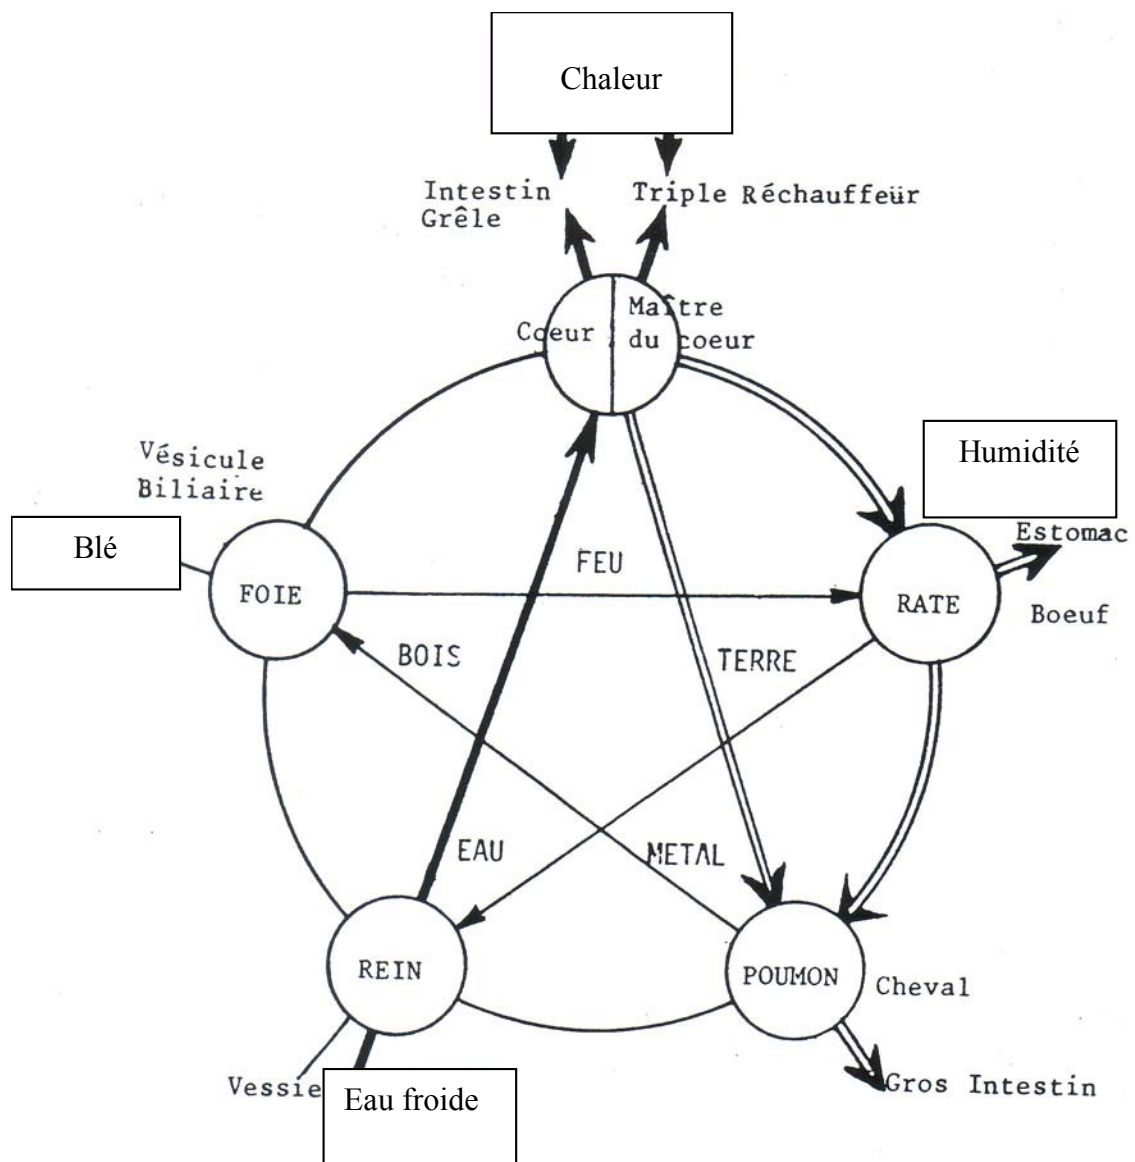 Chaleur
Intestin
Grêle
Triple Réchauffeür
Coeur
Maître
du coeur
Vésicule
Biliaire
Humidité
Blé
Estomac
FOIE
FEU
RATE
Boeuf
BOIS
TERRE
EAU
METAL
REIN
POUMON
Cheval
Vessie
Eau froide
Gros Intestin